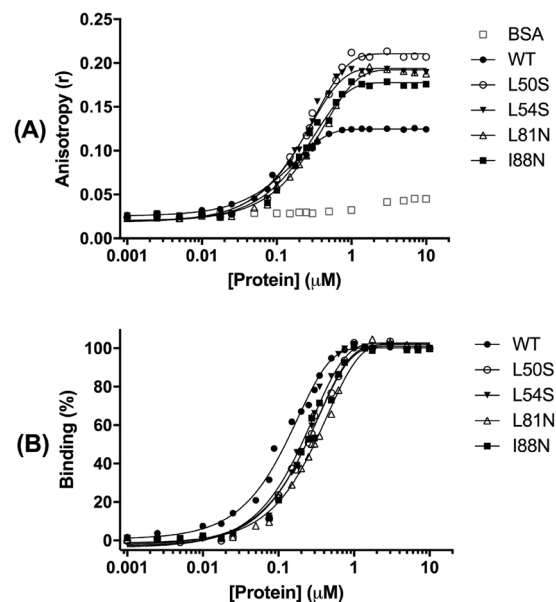 (A)
Anisotropy (r)
0.25
0.20
0.15
0.10
0.05
0.00
0.001 0.01 0.1 1 10
[Protein] (μM)
BSA
WT
L50S
L54S
L81N
I88N
(B)
Binding (%)
100
80
60
40
20
0
0.001 0.01 0.1 1 10
[Protein] (μM)
WT
L50S
L54S
L81N
I88N